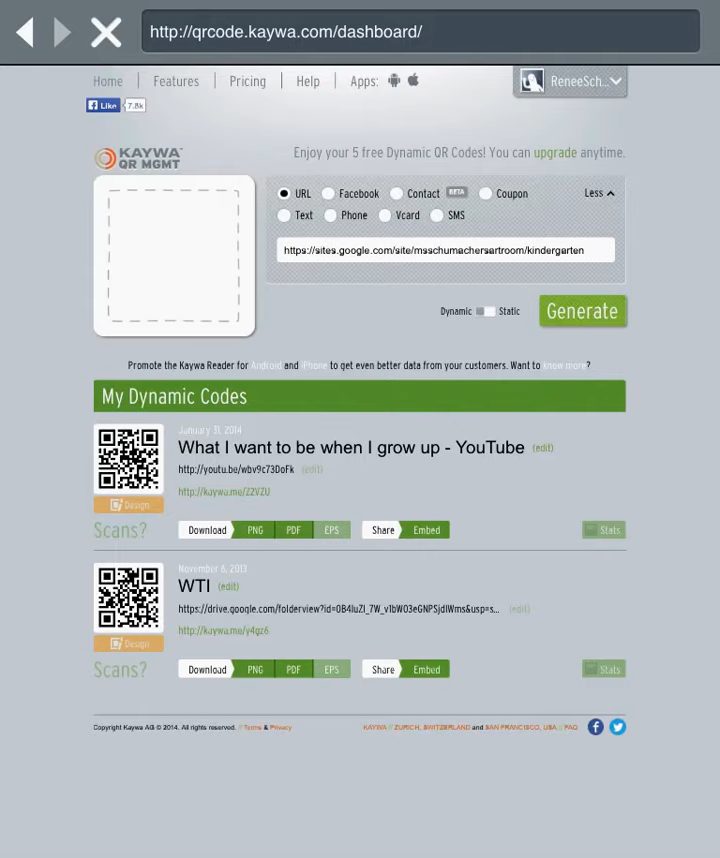 http://qrcode.kaywa.com/dashboard/
Home Features Pricing Help Apps: ReneeSch...
Like 7.8k
KAYWA
QR MGMT
Enjoy your 5 free Dynamic QR Codes! You can upgrade anytime.
URL Facebook Contact BETA Coupon Less
Text Phone Vcard SMS
https://sites.google.com/site/msschumachersartroom/kindergarten
Dynamic Static Generate
Promote the Kaywa Reader for Android and iPhone to get even better data from your customers. Want to know more?
My Dynamic Codes
January 31, 2014
What I want to be when I grow up - YouTube (edit)
http://youtu.be/wbv9c73DoFk (edit)
http://kaywa.me/Z2VZU
Design
Scans? Download PNG PDF EPS Share Embed Stats
November 6, 2013
WTI (edit)
https://drive.google.com/folderview?id=0B4luZl_7W_v1bW03eGNPSjdlWms&usp=s... (edit)
http://kaywa.me/y4gz6
Design
Scans? Download PNG PDF EPS Share Embed Stats
Copyright Kaywa AG © 2014. All rights reserved. // Terms & Privacy
KAYWA // ZURICH, SWITZERLAND and SAN FRANCISCO, USA // FAQ